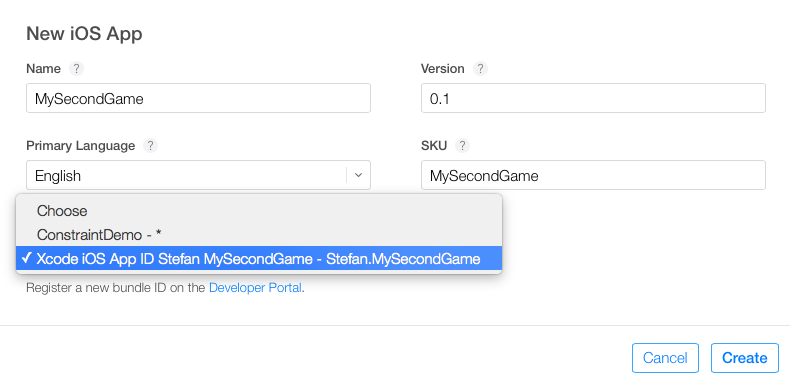 New iOS App
Name ?
Version ?
MySecondGame
0.1
Primary Language ?
SKU ?
English
MySecondGame
Choose
ConstraintDemo - *
✓ Xcode iOS App ID Stefan MySecondGame - Stefan.MySecondGame
Register a new bundle ID on the Developer Portal.
Cancel
Create